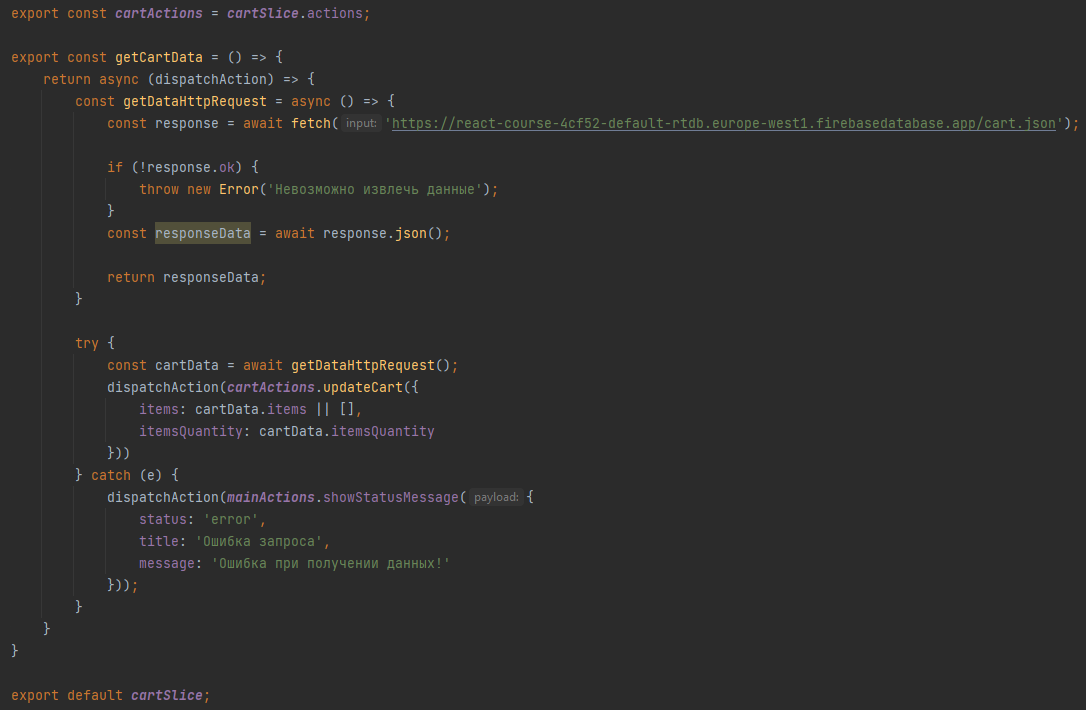 export const cartActions = cartSlice.actions;
export const getCartData = () => {
return async (dispatchAction) => {
const getDataHttpRequest = async () => {
const response = await fetch( input: 'https://react-course-4cf52-default-rtdb.europe-west1.firebasedatabase.app/cart.json');
if (!response.ok) {
throw new Error('Невозможно извлечь данные');
}
const responseData = await response.json();
return responseData;
}
try {
const cartData = await getDataHttpRequest();
dispatchAction(cartActions.updateCart({
items: cartData.items || [],
itemsQuantity: cartData.itemsQuantity
}))
} catch (e) {
dispatchAction(mainActions.showStatusMessage( payload: {
status: 'error',
title: 'Ошибка запроса',
message: 'Ошибка при получении данных!'
}));
}
}
}
export default cartSlice;